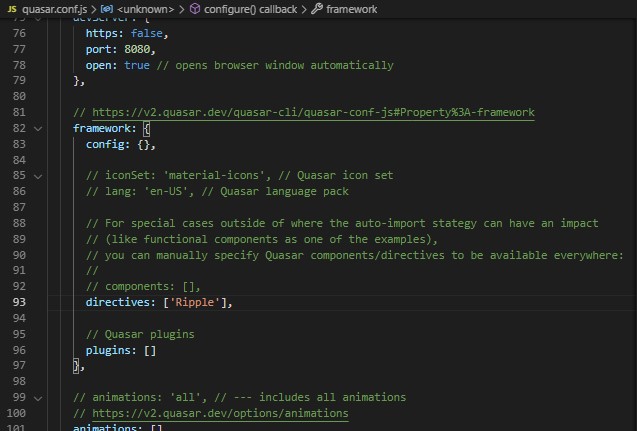 JS quasar.conf.js > <unknown> > configure() callback > framework
75 devServer: {
76 https: false,
77 port: 8080,
78 open: true // opens browser window automatically
79 },
80
81 // https://v2.quasar.dev/quasar-cli/quasar-conf-js#Property%3A-framework
82 framework: {
83 config: {},
84
85 // iconSet: 'material-icons', // Quasar icon set
86 // lang: 'en-US', // Quasar language pack
87
88 // For special cases outside of where the auto-import stategy can have an impact
89 // (like functional components as one of the examples),
90 // you can manually specify Quasar components/directives to be available everywhere:
91 //
92 // components: [],
93 directives: ['Ripple'],
94
95 // Quasar plugins
96 plugins: []
97 },
98
99 // animations: 'all', // --- includes all animations
100 // https://v2.quasar.dev/options/animations
101 animations: []